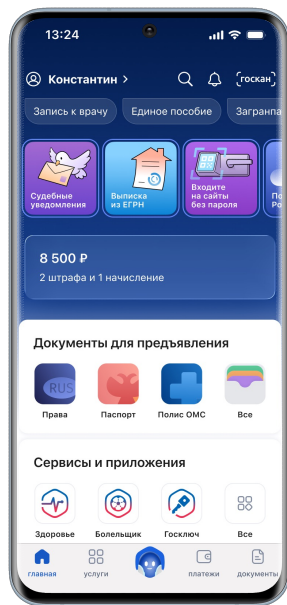 13:24
Константин >
[госкан]
Запись к врачу
Единое пособие
Загранпа
Судебные
уведомления
Выписка
из ЕГРН
Входите
на сайты
без пароля
По
Ро
8 500 ₽
2 штрафа и 1 начисление
Документы для предъявления
RUS
Права
Паспорт
Полис ОМС
Все
Сервисы и приложения
Здоровье
Болельщик
Госключ
Все
главная
услуги
платежи
документы